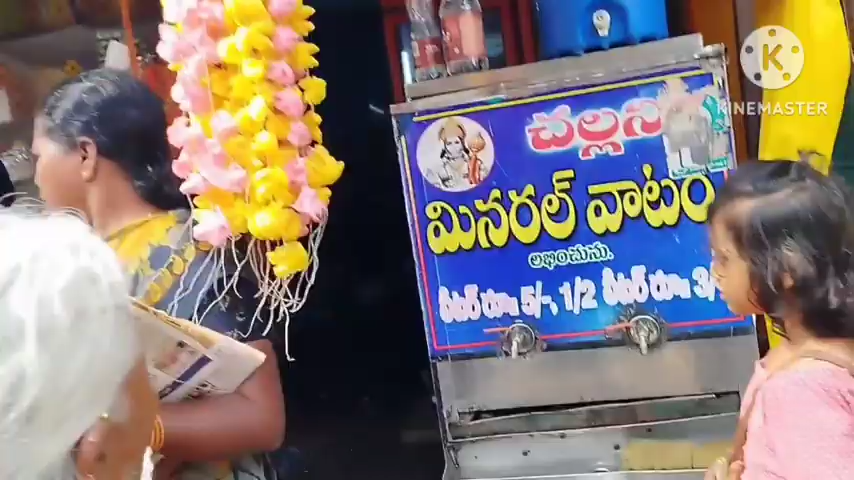 చల్లని
మినరల్ వాటర్
లభించును.
లీటర్ రూ॥ 5/-, 1/2 లీటర్ రూ॥ 3
K
KINEMASTER